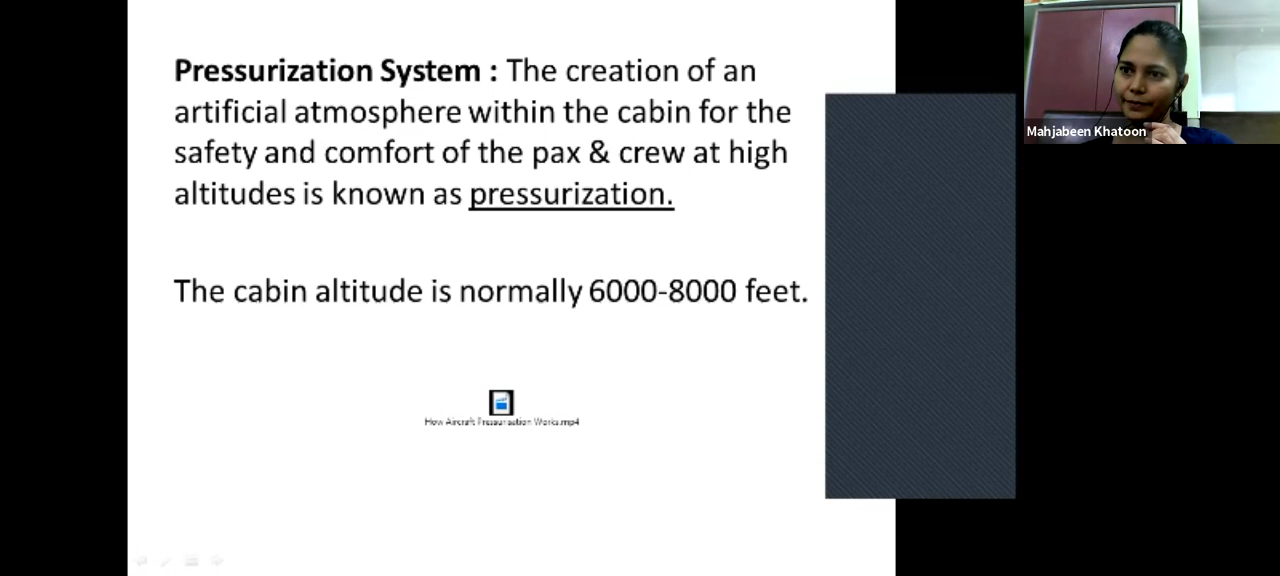 Pressurization System : The creation of an
artificial atmosphere within the cabin for the
safety and comfort of the pax & crew at high
altitudes is known as pressurization.
The cabin altitude is normally 6000-8000 feet.
How Aircraft Pressurisation Works.mp4
Mahjabeen Khatoon